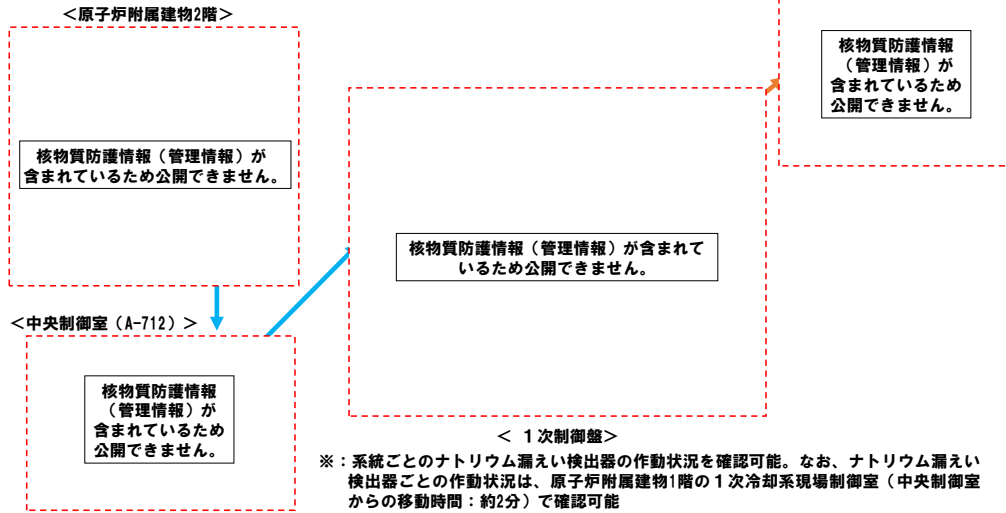 ＜原子炉附属建物2階＞
核物質防護情報（管理情報）が
含まれているため公開できません。
＜中央制御室（A-712）＞
核物質防護情報
（管理情報）が
含まれているため
公開できません。
核物質防護情報（管理情報）が含まれて
いるため公開できません。
＜ 1次制御盤＞
核物質防護情報
（管理情報）が
含まれているため
公開できません。
※：系統ごとのナトリウム漏えい検出器の作動状況を確認可能。なお、ナトリウム漏えい
検出器ごとの作動状況は、原子炉附属建物1階の１次冷却系現場制御室（中央制御室
からの移動時間：約2分）で確認可能